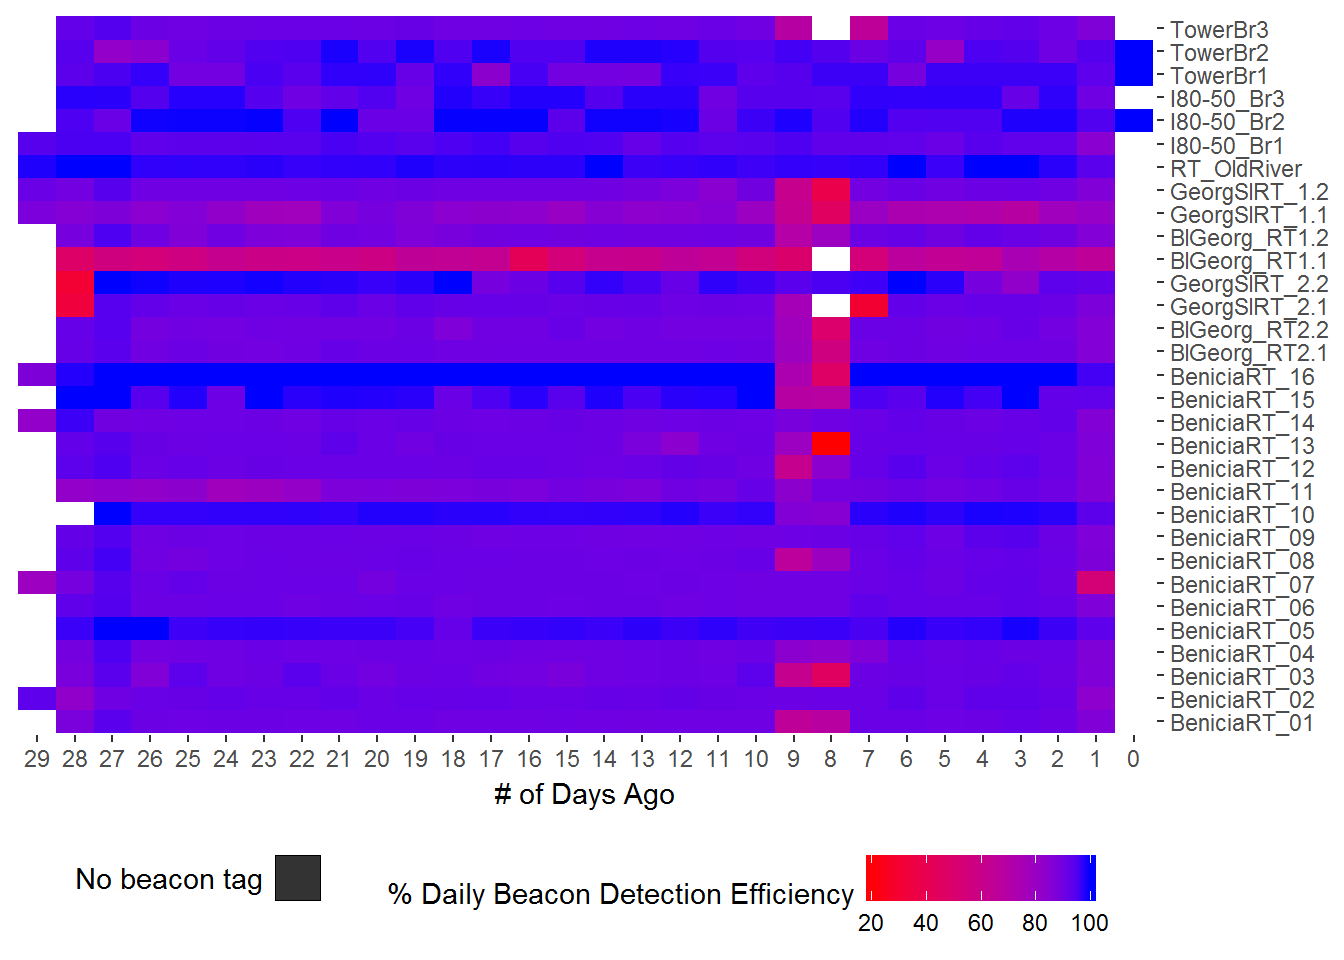 TowerBr3
TowerBr2
TowerBr1
I80-50_Br3
I80-50_Br2
I80-50_Br1
RT_OldRiver
GeorgSlRT_1.2
GeorgSlRT_1.1
BlGeorg_RT1.2
BlGeorg_RT1.1
GeorgSlRT_2.2
GeorgSlRT_2.1
BlGeorg_RT2.2
BlGeorg_RT2.1
BeniciaRT_16
BeniciaRT_15
BeniciaRT_14
BeniciaRT_13
BeniciaRT_12
BeniciaRT_11
BeniciaRT_10
BeniciaRT_09
BeniciaRT_08
BeniciaRT_07
BeniciaRT_06
BeniciaRT_05
BeniciaRT_04
BeniciaRT_03
BeniciaRT_02
BeniciaRT_01
29 28 27 26 25 24 23 22 21 20 19 18 17 16 15 14 13 12 11 10 9 8 7 6 5 4 3 2 1 0
# of Days Ago
No beacon tag
% Daily Beacon Detection Efficiency
20 40 60 80 100